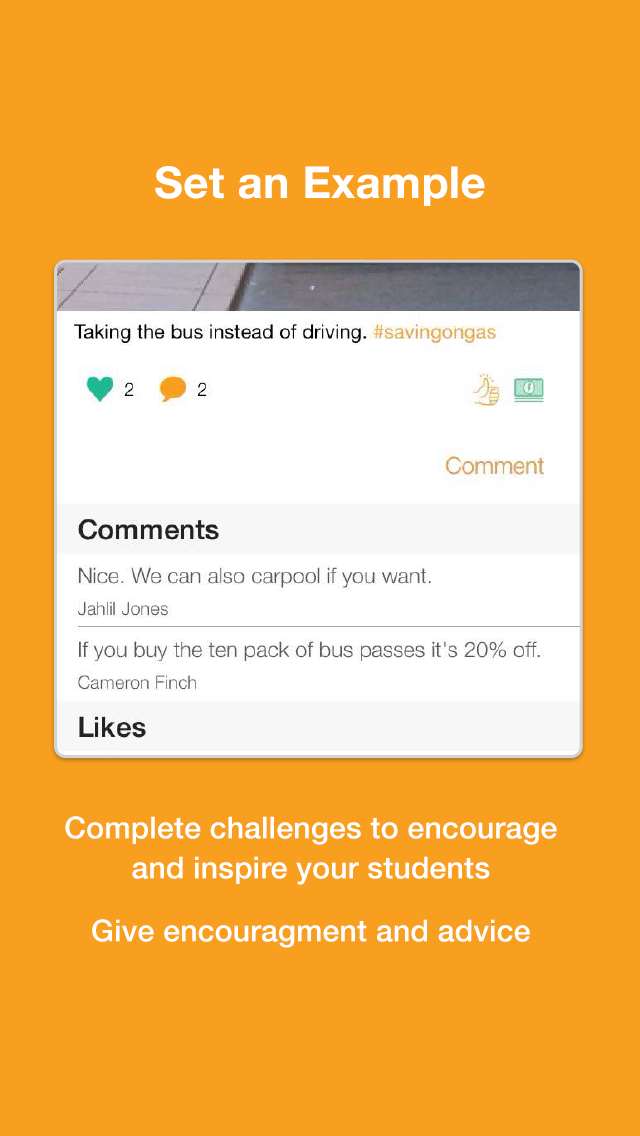 Set an Example
Taking the bus instead of driving. #savingongas
2 2
Comment
Comments
Nice. We can also carpool if you want.
Jahlil Jones
If you buy the ten pack of bus passes it's 20% off.
Cameron Finch
Likes
Complete challenges to encourage
and inspire your students
Give encouragment and advice